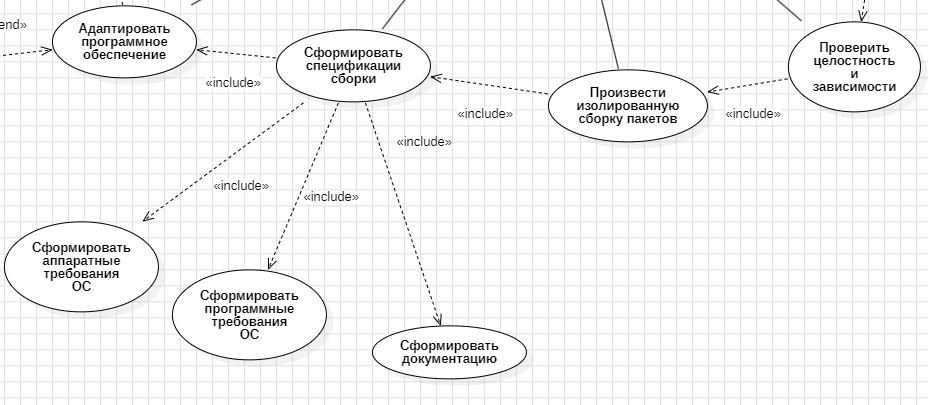 end»
Адаптировать
программное
обеспечение
«include»
Сформировать
спецификации
сборки
«include»
Произвести
изолированную
сборку пакетов
«include»
Проверить
целостность
и
зависимости
«include»
«include»
«include»
Сформировать
аппаратные
требования
ОС
Сформировать
программные
требования
ОС
Сформировать
документацию